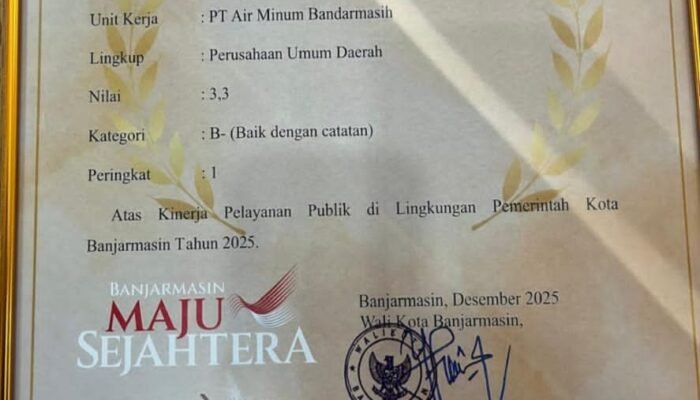 Unit Kerja : PT Air Minum Bandarmasih
Lingkup : Perusahaan Umum Daerah
Nilai : 3,3
Kategori : B- (Baik dengan catatan)
Peringkat : 1
Atas Kinerja Pelayanan Publik di Lingkungan Pemerintah Kota
Banjarmasin Tahun 2025.
BANJARMASIN
MAJU
SEJAHTERA
Banjarmasin, Desember 2025
Wali Kota Banjarmasin,
WALIK